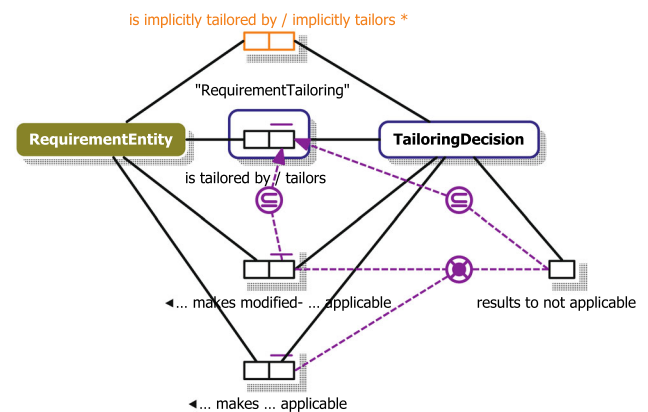 is implicitly tailored by / implicitly tailors *
"RequirementTailoring"
RequirementEntity
TailoringDecision
is tailored by / tailors
◄... makes modified- ... applicable
results to not applicable
◄... makes ... applicable